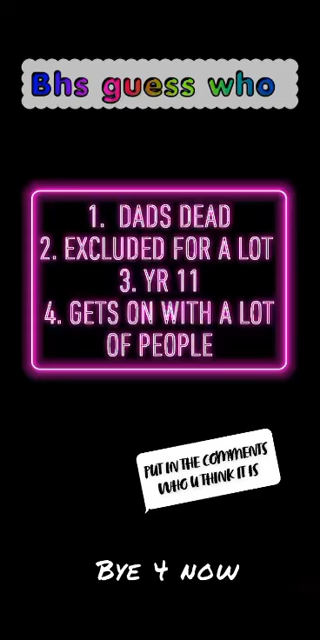 Bhs guess who
1. DADS DEAD
2. EXCLUDED FOR A LOT
3. YR 11
4. GETS ON WITH A LOT
OF PEOPLE
PUT IN THE COMMENTS
WHO U THINK IT IS
BYE 4 NOW